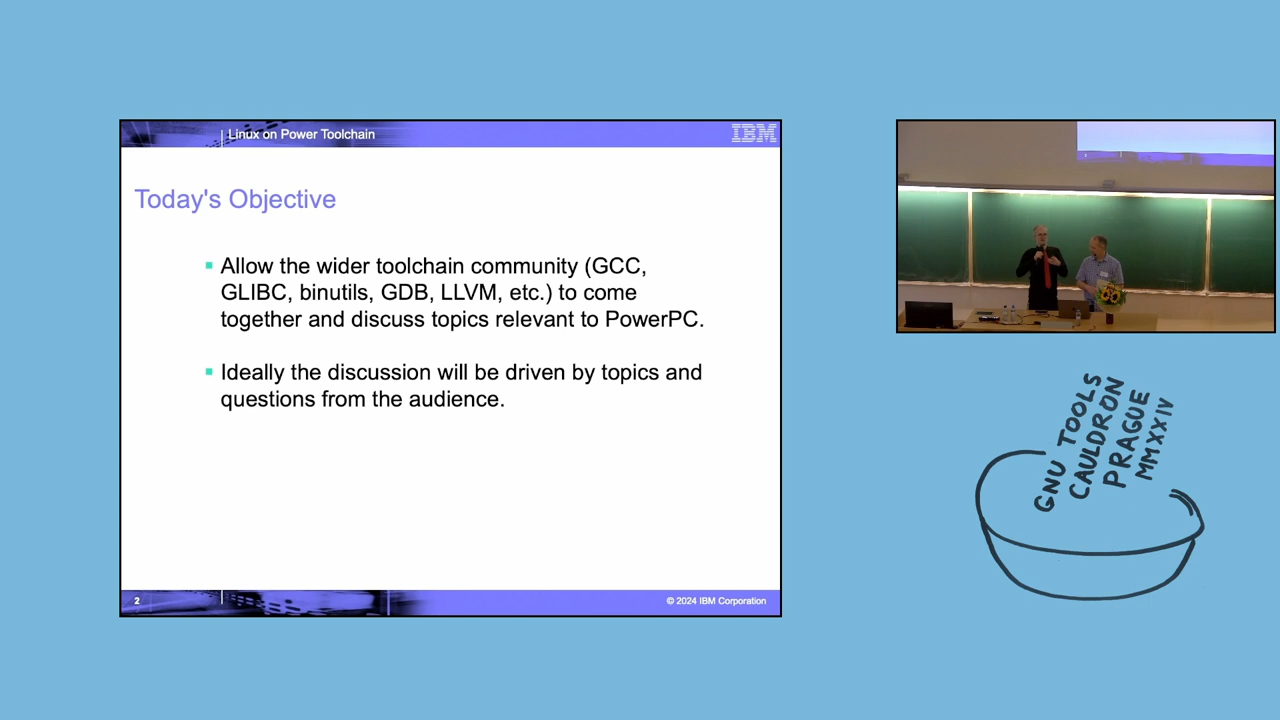 Linux on Power Toolchain
IBM
Today's Objective
Allow the wider toolchain community (GCC,
GLIBC, binutils, GDB, LLVM, etc.) to come
together and discuss topics relevant to PowerPC.
Ideally the discussion will be driven by topics and
questions from the audience.
2
© 2024 IBM Corporation
GNU TOOLS
CAULDRON
PRAGUE
MMXXIV